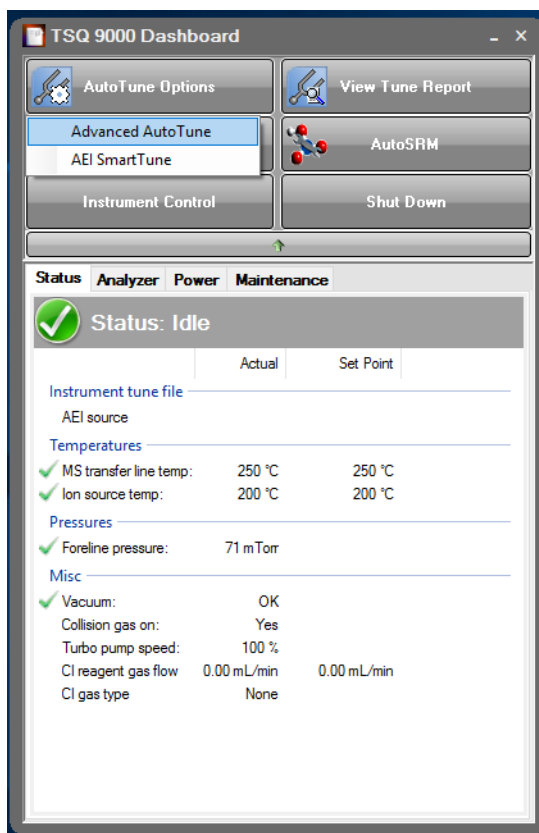 TSQ 9000 Dashboard
AutoTune Options View Tune Report
Advanced AutoTune
AEI SmartTune
AutoSRM
Instrument Control Shut Down
Status Analyzer Power Maintenance
Status: Idle
Actual Set Point
Instrument tune file
AEI source
Temperatures
MS transfer line temp: 250 °C 250 °C
Ion source temp: 200 °C 200 °C
Pressures
Foreline pressure: 71 mTorr
Misc
Vacuum: OK
Collision gas on: Yes
Turbo pump speed: 100 %
CI reagent gas flow 0.00 mL/min 0.00 mL/min
CI gas type None